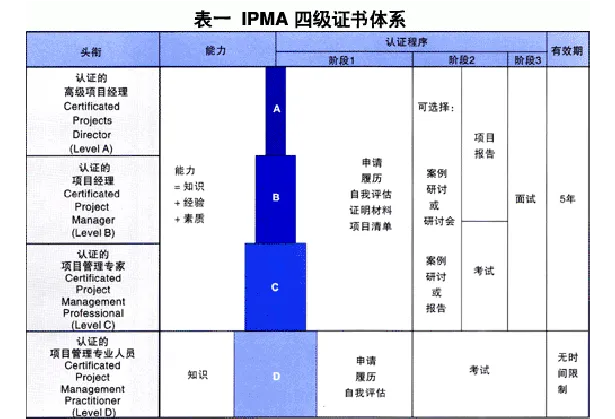 表一 IPMA 四级证书体系
头衔
能力
认证程序
有效期
阶段1
阶段2
阶段3
认证的
高级项目经理
Certificated
Projects
Director
(Level A)
认证的
项目经理
Certificated
Project
Manager
(Level B)
认证的
项目管理专家
Certificated
Project
Management
Professional
(Level C)
能力
=知识
+经验
+素质
A
B
C
申请
履历
自我评估
证明材料
项目清单
可选择:
案例
研讨
或
研讨会
案例
研讨
或
报告
项目
报告
考试
面试
5年
认证的
项目管理专业人员
Certificated
Project
Management
Practitioner
(Level D)
知识
D
申请
履历
自我评估
考试
无时
间限
制